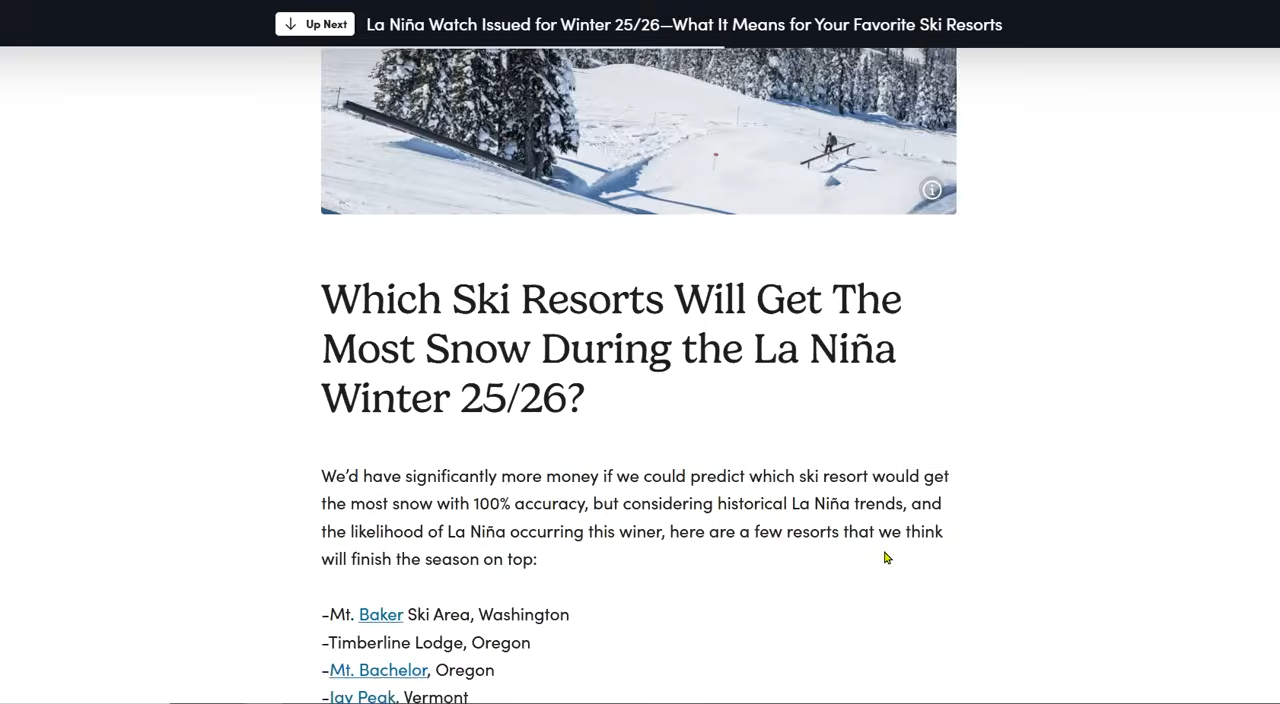 Up Next La Niña Watch Issued for Winter 25/26—What It Means for Your Favorite Ski Resorts
Which Ski Resorts Will Get The
Most Snow During the La Niña
Winter 25/26?
We'd have significantly more money if we could predict which ski resort would get
the most snow with 100% accuracy, but considering historical La Niña trends, and
the likelihood of La Niña occurring this winer, here are a few resorts that we think
will finish the season on top:
-Mt. Baker Ski Area, Washington
-Timberline Lodge, Oregon
-Mt. Bachelor, Oregon
-Jay Peak, Vermont